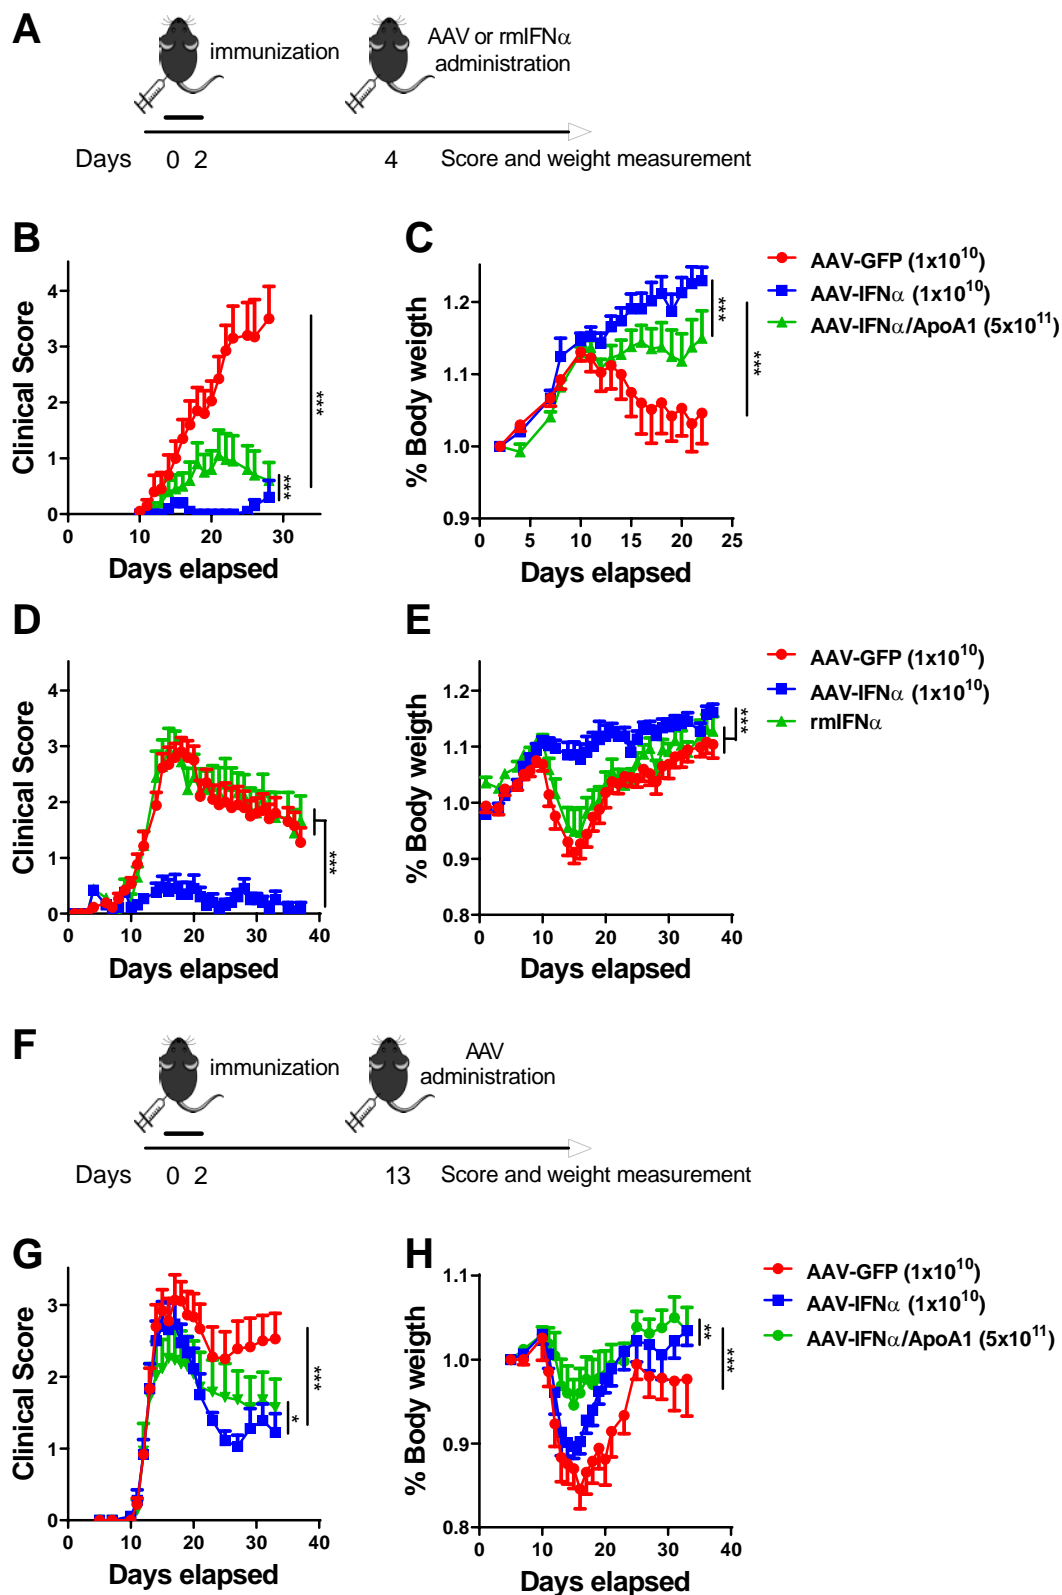 A
immunization
AAV or rmIFNα
administration
Days 0 2 4 Score and weight measurement
B
Clinical Score
4
3
2
1
0
0 10 20 30
Days elapsed
***
***
C
% Body weigth
1.2
1.1
1.0
0.9
0 5 10 15 20 25
Days elapsed
***
***
AAV-GFP (1x10^10)
AAV-IFNα (1x10^10)
AAV-IFNα/ApoA1 (5x10^11)
D
Clinical Score
4
3
2
1
0
0 10 20 30 40
Days elapsed
***
E
% Body weigth
1.2
1.1
1.0
0.9
0.8
0 10 20 30 40
Days elapsed
***
AAV-GFP (1x10^10)
AAV-IFNα (1x10^10)
rmIFNα
F
immunization
AAV
administration
Days 0 2 13 Score and weight measurement
G
Clinical Score
3
2
1
0
0 10 20 30 40
Days elapsed
*
***
H
% Body weigth
1.1
1.0
0.9
0.8
0 10 20 30 40
Days elapsed
**
***
AAV-GFP (1x10^10)
AAV-IFNα (1x10^10)
AAV-IFNα/ApoA1 (5x10^11)